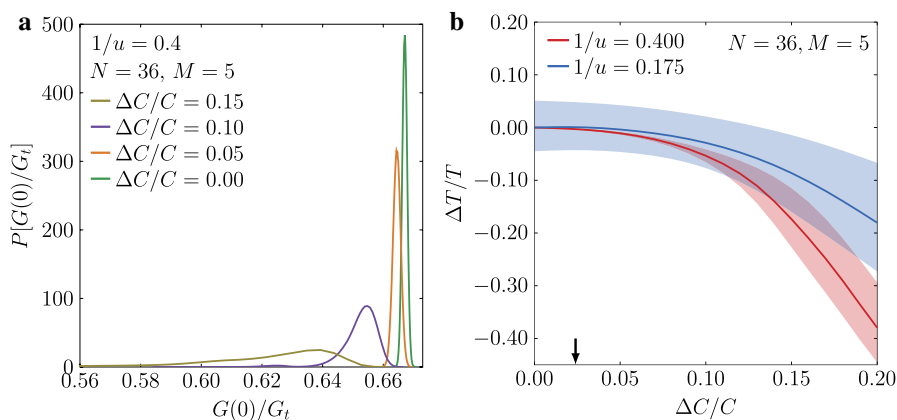 a
500
400
300
200
100
0
P[G(0)/G_t]
1/u = 0.4
N = 36, M = 5
ΔC/C = 0.15
ΔC/C = 0.10
ΔC/C = 0.05
ΔC/C = 0.00
0.56 0.58 0.60 0.62 0.64 0.66
G(0)/G_t
b
0.20
0.10
0.00
−0.10
−0.20
−0.30
−0.40
ΔT/T
1/u = 0.400 N = 36, M = 5
1/u = 0.175
0.00 0.05 0.10 0.15 0.20
ΔC/C